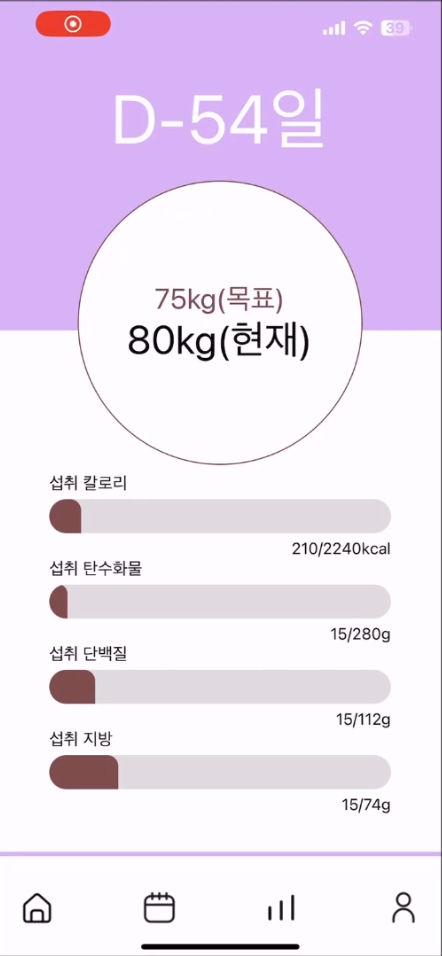 39
D-54일
75kg(목표)
80kg(현재)
섭취 칼로리
210/2240kcal
섭취 탄수화물
15/280g
섭취 단백질
15/112g
섭취 지방
15/74g